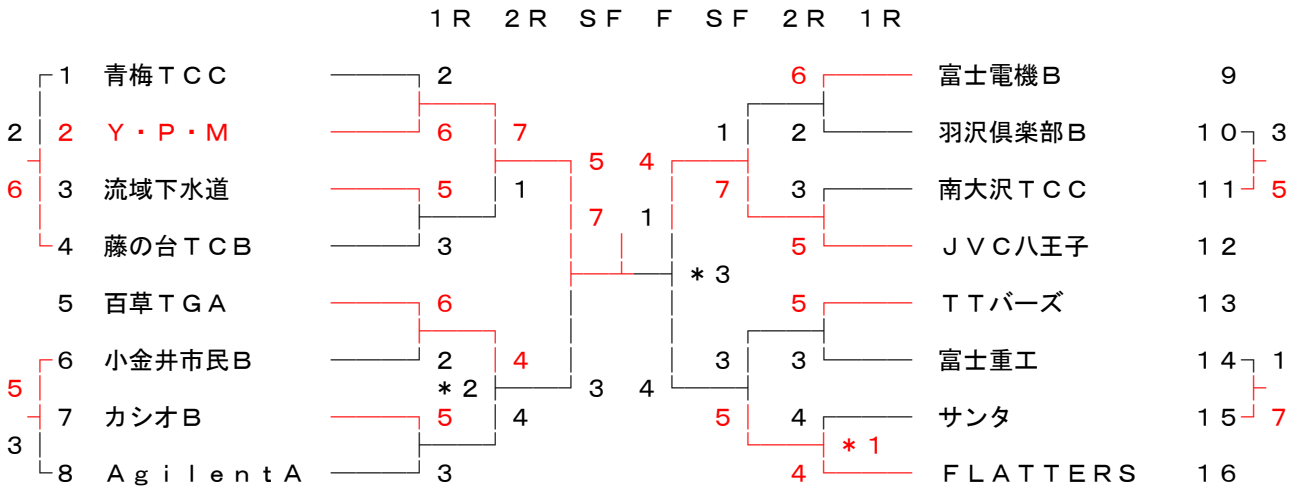 １Ｒ ２Ｒ ＳＦ Ｆ ＳＦ ２Ｒ １Ｒ
1 青梅ＴＣＣ 2 6 富士電機Ｂ 9
2 2 Ｙ・Ｐ・Ｍ 6 7 1 2 羽沢倶楽部Ｂ 10 3
5 4
6 3 流域下水道 5 1 7 3 南大沢ＴＣＣ 11 5
7 1
4 藤の台ＴＣＢ 3 5 ＪＶＣ八王子 12
＊3
5 百草ＴＧＡ 6 5 ＴＴバーズ 13
6 小金井市民Ｂ 2 4 3 3 富士重工 14 1
5 ＊2 3 4
7 カシオＢ 5 4 5 4 サンタ 15 7
3 ＊1
8 ＡｇｉｌｅｎｔＡ 3 4 ＦＬＡＴＴＥＲＳ 16